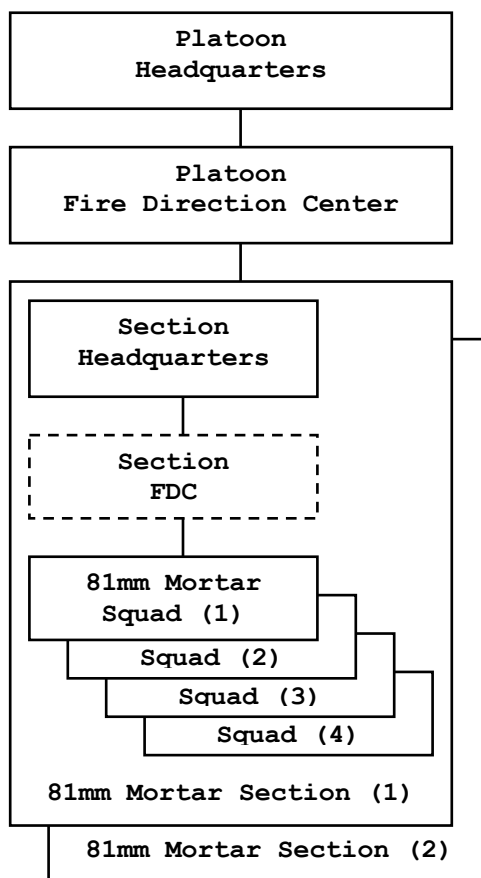 Platoon
Headquarters
Platoon
Fire Direction Center
Section
Headquarters
Section
FDC
81mm Mortar
Squad (1)
Squad (2)
Squad (3)
Squad (4)
81mm Mortar Section (1)
81mm Mortar Section (2)